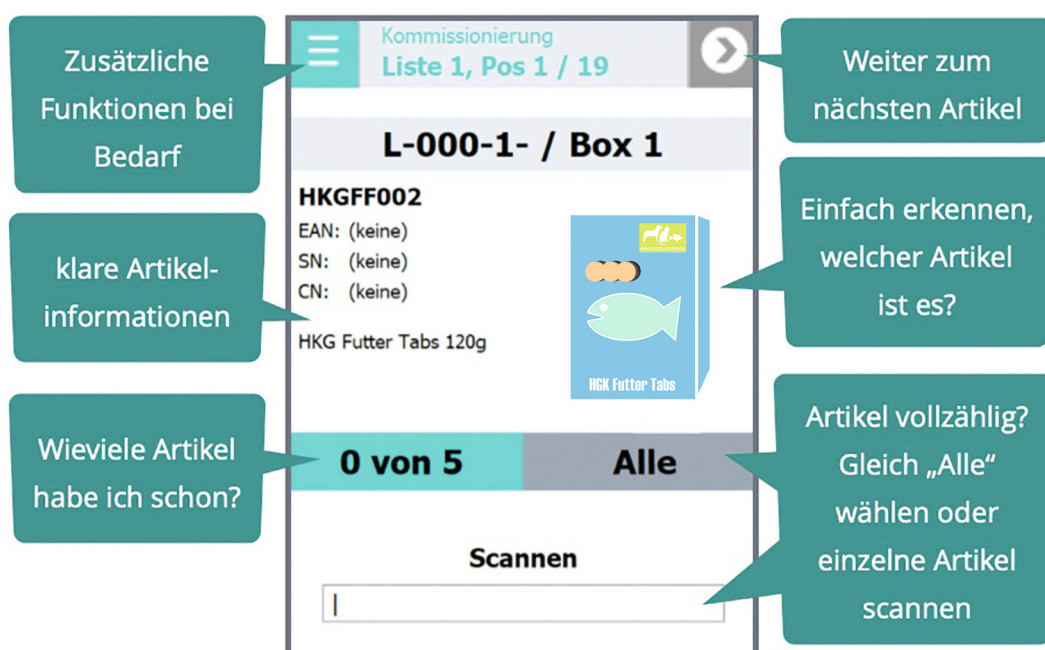 Zusätzliche
Funktionen bei
Bedarf
klare Artikel-
informationen
Wieviele Artikel
habe ich schon?
Kommissionierung
Liste 1, Pos 1 / 19
L-000-1- / Box 1
HKGFF002
EAN: (keine)
SN: (keine)
CN: (keine)
HKG Futter Tabs 120g
HGK Futter Tabs
0 von 5
Alle
Scannen
Weiter zum
nächsten Artikel
Einfach erkennen,
welcher Artikel
ist es?
Artikel vollzählig?
Gleich „Alle“
wählen oder
einzelne Artikel
scannen